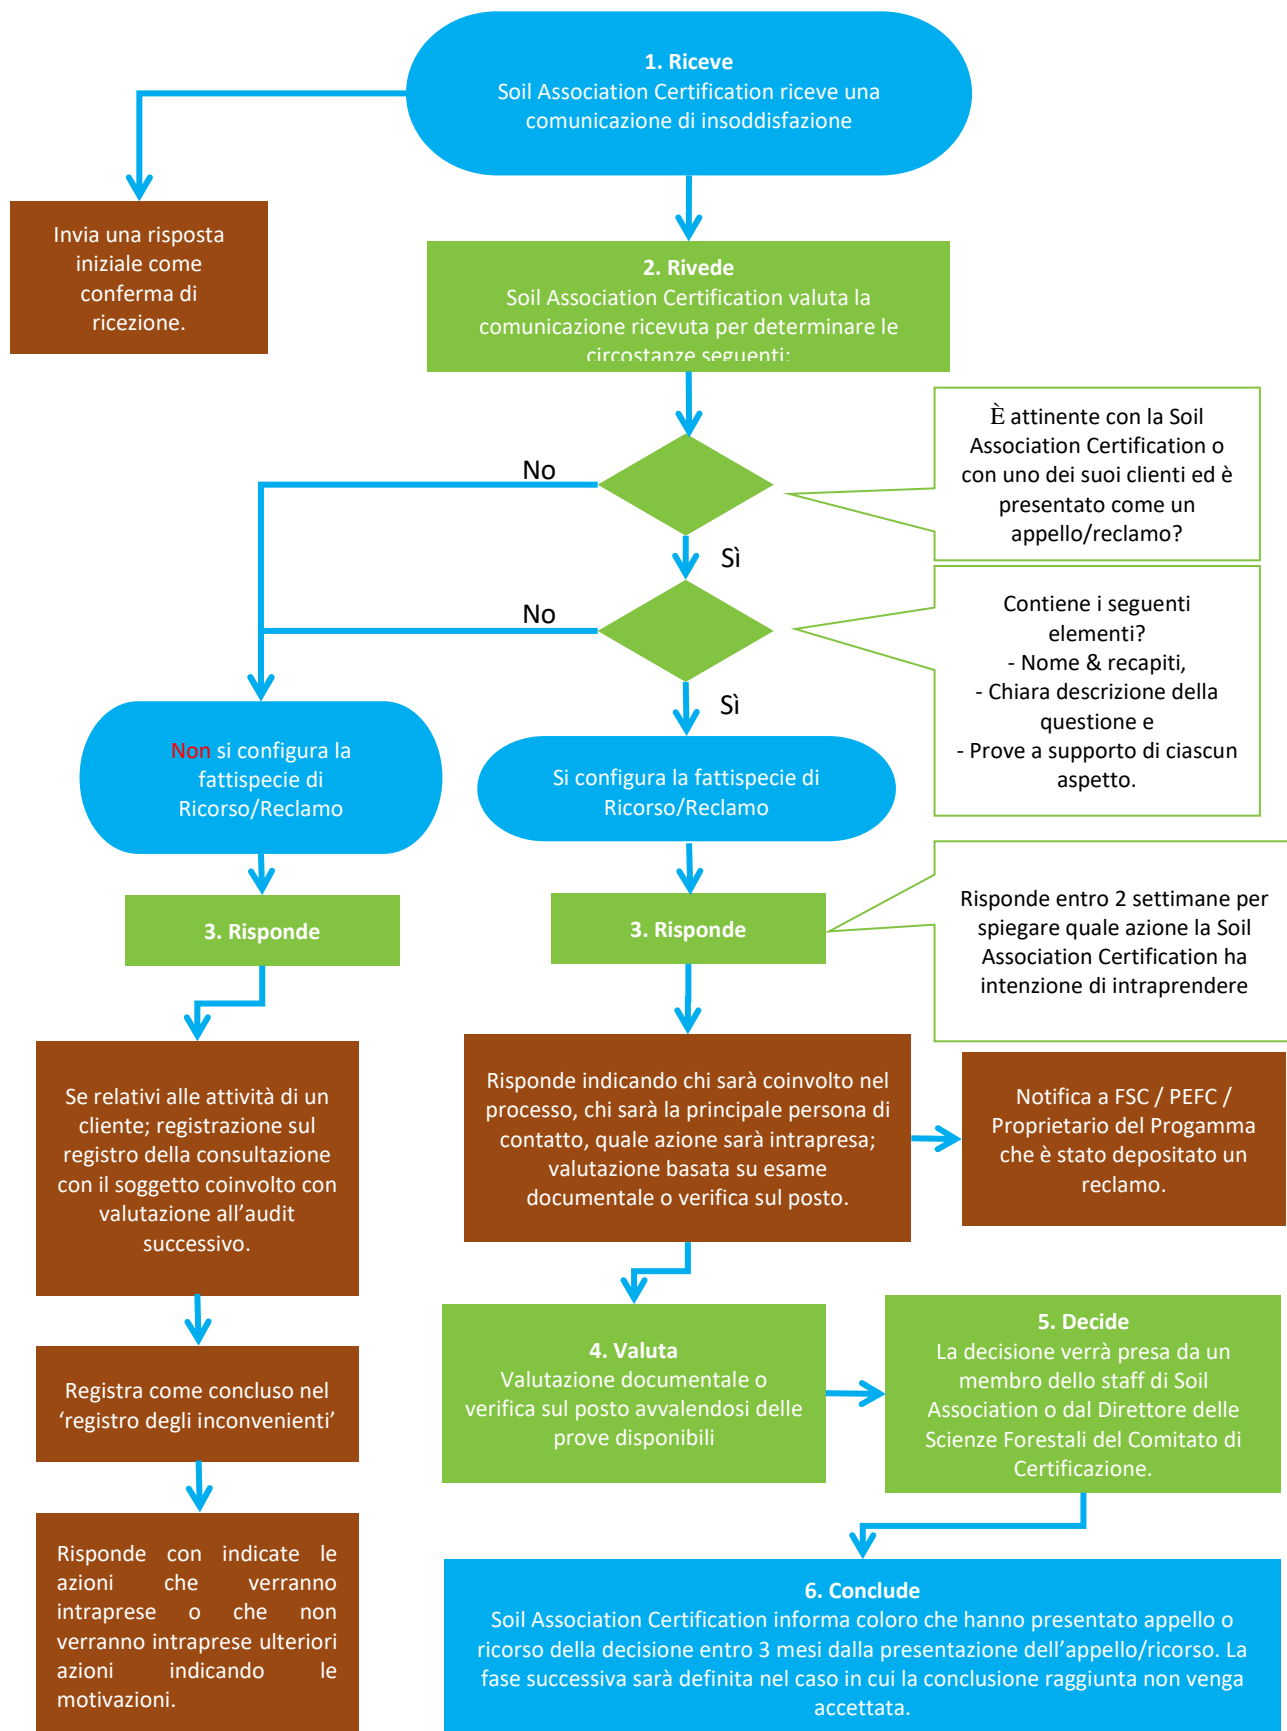 1. Riceve
Soil Association Certification riceve una
comunicazione di insoddisfazione
Invia una risposta
iniziale come
conferma di
ricezione.
2. Rivede
Soil Association Certification valuta la
comunicazione ricevuta per determinare le
circostanze seguenti:
È attinente con la Soil
Association Certification o
con uno dei suoi clienti ed è
presentato come un
appello/reclamo?
No
Sì
Contiene i seguenti
elementi?
- Nome & recapiti,
- Chiara descrizione della
questione e
- Prove a supporto di ciascun
aspetto.
No
Sì
Non si configura la
fattispecie di
Ricorso/Reclamo
Si configura la fattispecie di
Ricorso/Reclamo
3. Risponde
3. Risponde
Risponde entro 2 settimane per
spiegare quale azione la Soil
Association Certification ha
intenzione di intraprendere
Se relativi alle attività di un
cliente; registrazione sul
registro della consultazione
con il soggetto coinvolto con
valutazione all’audit
successivo.
Risponde indicando chi sarà coinvolto nel
processo, chi sarà la principale persona di
contatto, quale azione sarà intrapresa;
valutazione basata su esame
documentale o verifica sul posto.
Notifica a FSC / PEFC /
Proprietario del Progamma
che è stato depositato un
reclamo.
Registra come concluso nel
‘registro degli inconvenienti’
4. Valuta
Valutazione documentale o
verifica sul posto avvalendosi delle
prove disponibili
5. Decide
La decisione verrà presa da un
membro dello staff di Soil
Association o dal Direttore delle
Scienze Forestali del Comitato di
Certificazione.
Risponde con indicate le
azioni che verranno
intraprese o che non
verranno intraprese ulteriori
azioni indicando le
motivazioni.
6. Conclude
Soil Association Certification informa coloro che hanno presentato appello o
ricorso della decisione entro 3 mesi dalla presentazione dell’appello/ricorso. La
fase successiva sarà definita nel caso in cui la conclusione raggiunta non venga
accettata.